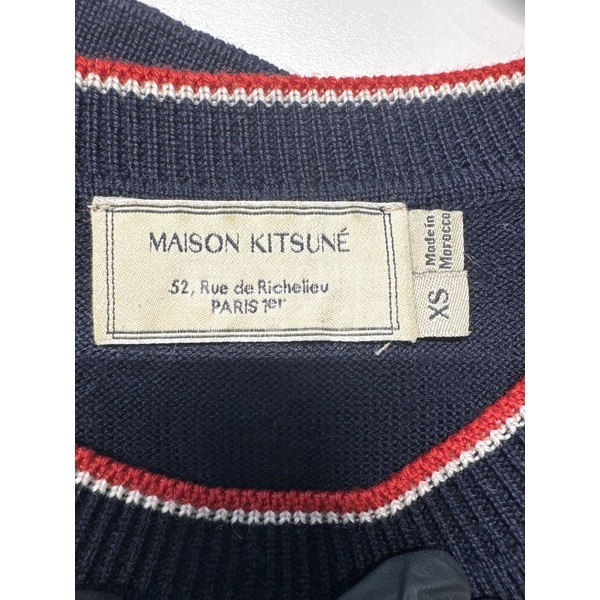 MAISON KITSUNÉ
52, Rue de Richelieu
PARIS 1er
Made in
Morocco
XS